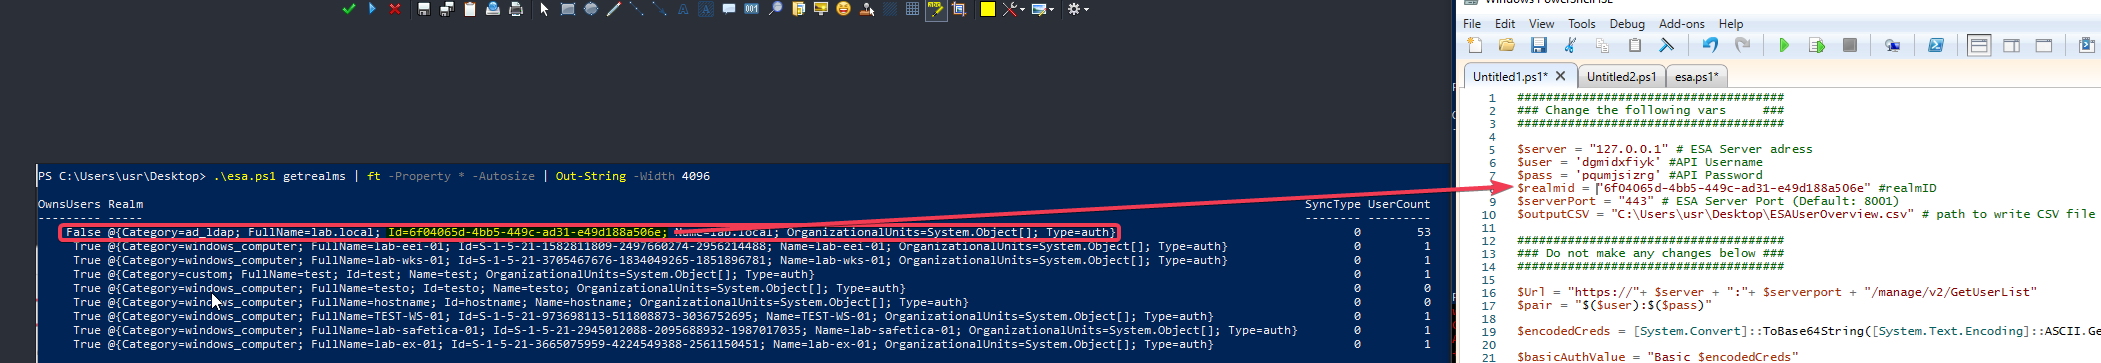 PS C:\Users\usr\Desktop> .\esa.ps1 getrealms | ft -Property * -Autosize | Out-String -Width 4096
OwnsUsers Realm SyncType UserCount
--------- ----- -------- ---------
False @{Category=ad_ldap; FullName=lab.local; Id=6f04065d-4bb5-449c-ad31-e49d188a506e; Name=lab.local; OrganizationalUnits=System.Object[]; Type=auth} 0 53
True @{Category=windows_computer; FullName=lab-eei-01; Id=S-1-5-21-1582811809-2497660274-2956214488; Name=lab-eei-01; OrganizationalUnits=System.Object[]; Type=auth} 0 1
True @{Category=windows_computer; FullName=lab-wks-01; Id=S-1-5-21-3705467676-1834049265-1851896781; Name=lab-wks-01; OrganizationalUnits=System.Object[]; Type=auth} 0 1
True @{Category=custom; FullName=test; Id=test; Name=test; OrganizationalUnits=System.Object[]; Type=auth} 0 1
True @{Category=windows_computer; FullName=testo; Id=testo; Name=testo; OrganizationalUnits=System.Object[]; Type=auth} 0 0
True @{Category=windows_computer; FullName=hostname; Id=hostname; Name=hostname; OrganizationalUnits=System.Object[]; Type=auth} 0 1
True @{Category=windows_computer; FullName=TEST-WS-01; Id=S-1-5-21-973698113-511808873-3036752695; Name=TEST-WS-01; OrganizationalUnits=System.Object[]; Type=auth} 0 1
True @{Category=windows_computer; FullName=lab-safetica-01; Id=S-1-5-21-2945012088-2095688932-1987017035; Name=lab-safetica-01; OrganizationalUnits=System.Object[]; Type=auth} 0 1
True @{Category=windows_computer; FullName=lab-ex-01; Id=S-1-5-21-3665075959-4224549388-2561150451; Name=lab-ex-01; OrganizationalUnits=System.Object[]; Type=auth} 0 1
Windows PowerShell ISE
File Edit View Tools Debug Add-ons Help
Untitled1.ps1* Untitled2.ps1 esa.ps1*
1 #####################################
2 ### Change the following vars ###
3 #####################################
4
5 $server = "127.0.0.1" # ESA Server adress
6 $user = 'dgmidxfiyk' #API Username
7 $pass = 'pqumjsizrg' #API Password
8 $realmid = "6f04065d-4bb5-449c-ad31-e49d188a506e" #realmID
9 $serverPort = "443" # ESA Server Port (Default: 8001)
10 $outputCSV = "C:\Users\usr\Desktop\ESAUserOverview.csv" # path to write CSV file
11
12 #####################################
13 ### Do not make any changes below ###
14 #####################################
15
16 $Url = "https://"+ $server + ":"+ $serverport + "/manage/v2/GetUserList"
17 $pair = "$($user):$($pass)"
18
19 $encodedCreds = [System.Convert]::ToBase64String([System.Text.Encoding]::ASCII.Ge
20
21 $basicAuthValue = "Basic $encodedCreds"